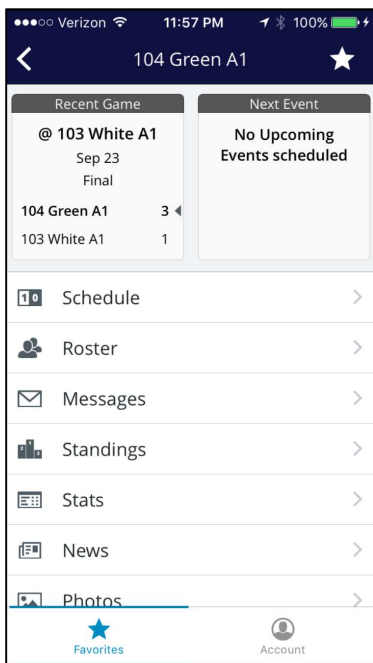 Verizon 11:57 PM 100%
104 Green A1
Recent Game
@ 103 White A1
Sep 23
Final
104 Green A1 3
103 White A1 1
Next Event
No Upcoming
Events scheduled
10 Schedule
Roster
Messages
Standings
Stats
News
Photos
Favorites
Account